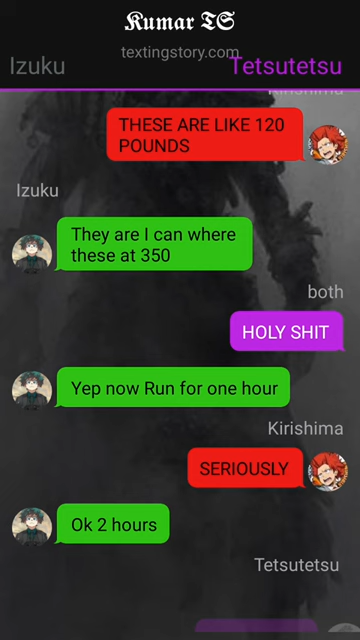 Kumar TS
textingstory.com
Izuku
Tetsutetsu
Kirishima
THESE ARE LIKE 120
POUNDS
Izuku
They are I can where
these at 350
both
HOLY SHIT
Yep now Run for one hour
Kirishima
SERIOUSLY
Ok 2 hours
Tetsutetsu